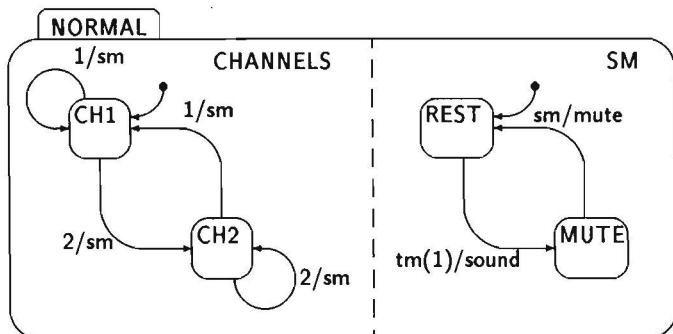 NORMAL
1/sm
CHANNELS
SM
CH1
1/sm
REST
sm/mute
2/sm
CH2
2/sm
tm(1)/sound
MUTE